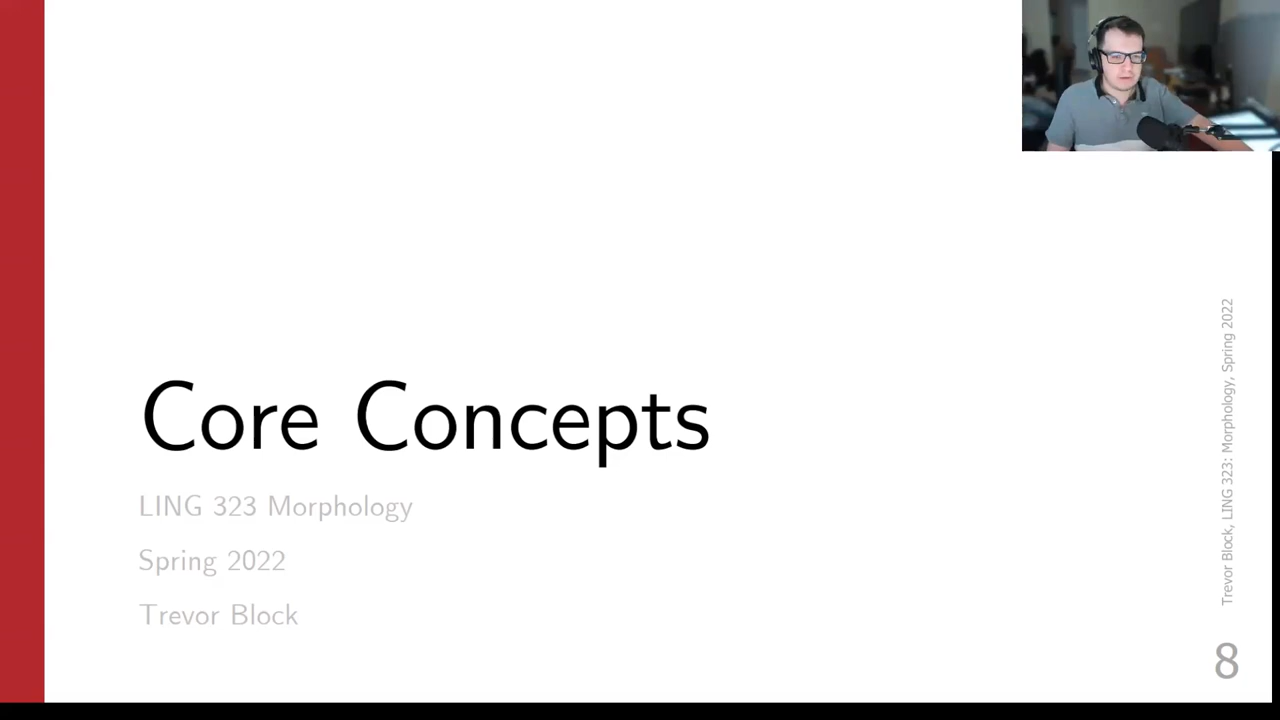 Core Concepts
LING 323 Morphology
Spring 2022
Trevor Block
Trevor Block, LING 323: Morphology, Spring 2022
8